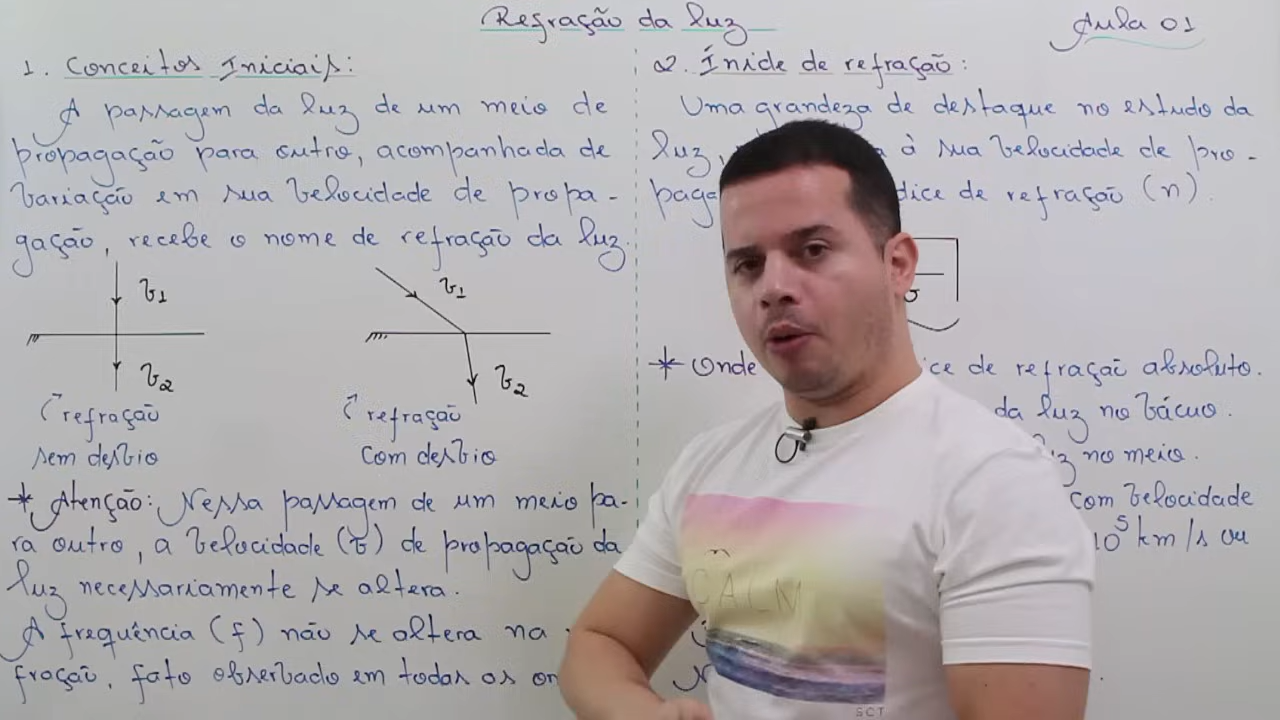 Refração da luz
Aula 01
1. Conceitos Iniciais:
A passagem da luz de um meio de
propagação para outro, acompanhada de
variação em sua velocidade de propa-
gação, recebe o nome de refração da luz.
v1
v2
refração
sem desvio
v1
v2
refração
com desvio
* Atenção: Nessa passagem de um meio pa-
ra outro, a velocidade (v) de propagação da
luz necessariamente se altera.
A frequência (f) não se altera na
fração, fato observado em todas os on
2. Ínide de refração:
Uma grandeza de destaque no estudo da
luz, à sua velocidade de pro-
paga dice de refração (n).
v
* Onde ice de refraçai absoluto.
da luz no vácuo.
z no meio.
com velocidade
10⁵ km/s ou
CALM
SCT